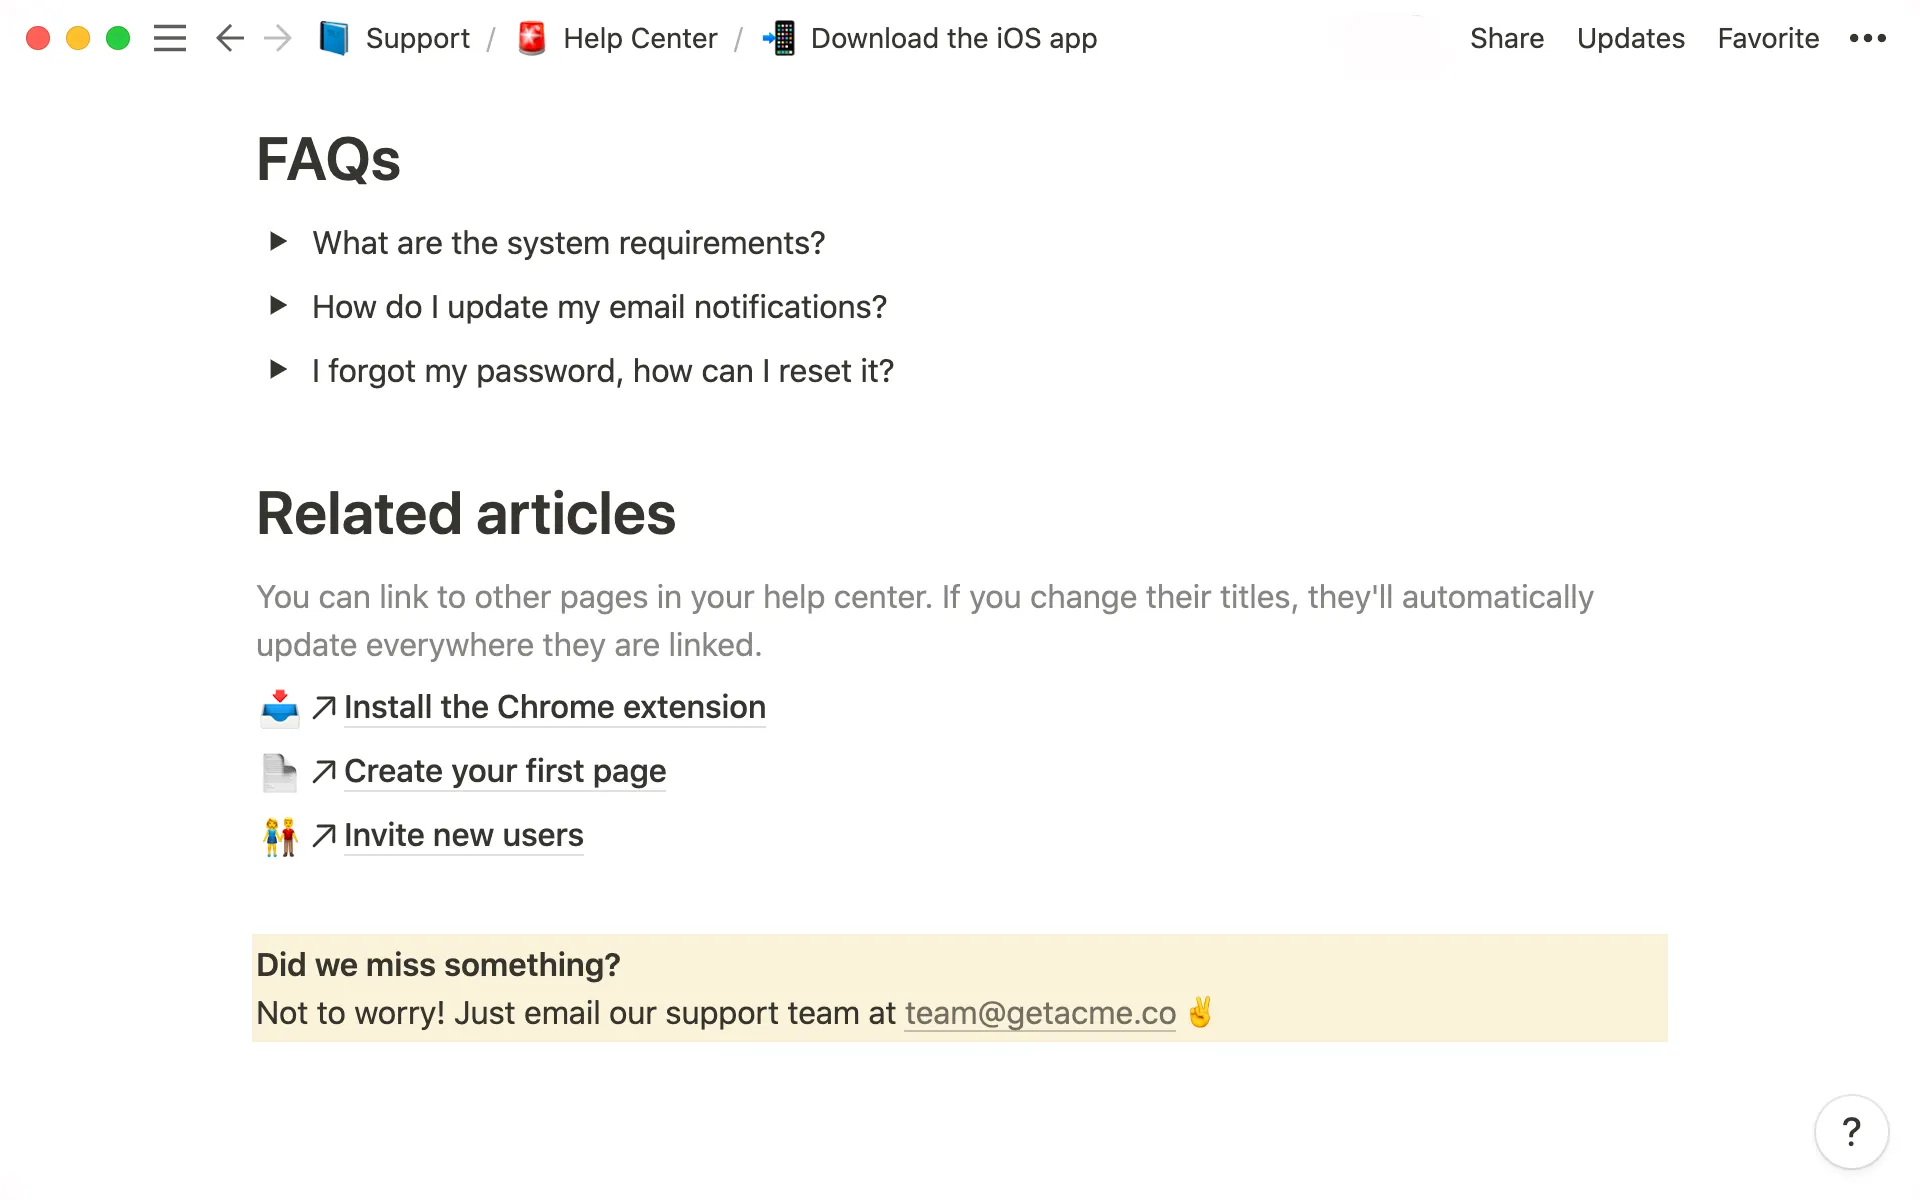 Support / Help Center / Download the iOS app Share Updates Favorite •••
FAQs
What are the system requirements?
How do I update my email notifications?
I forgot my password, how can I reset it?
Related articles
You can link to other pages in your help center. If you change their titles, they'll automatically
update everywhere they are linked.
Install the Chrome extension
Create your first page
Invite new users
Did we miss something?
Not to worry! Just email our support team at team@getacme.co ✌️
?